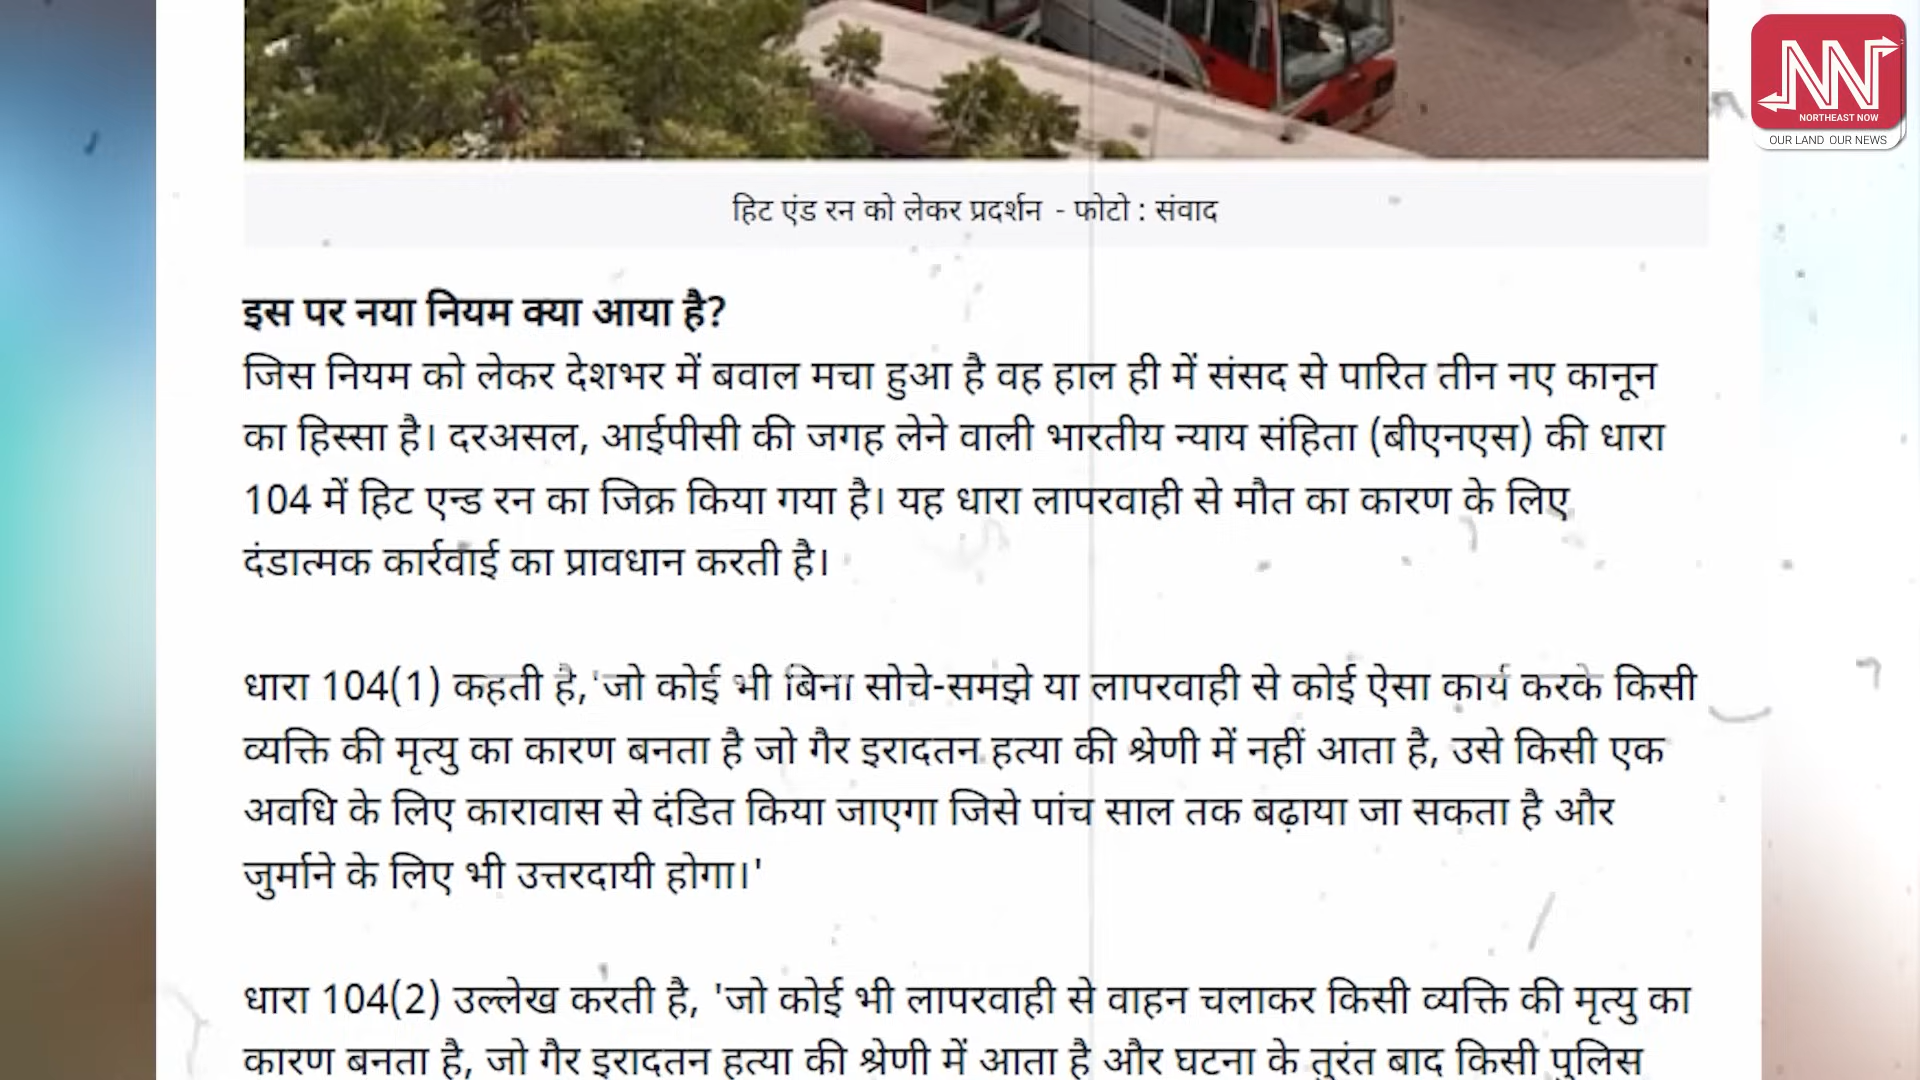 NN
NORTHEAST NOW
OUR LAND OUR NEWS
हिट एंड रन को लेकर प्रदर्शन - फोटो : संवाद
इस पर नया नियम क्या आया है?
जिस नियम को लेकर देशभर में बवाल मचा हुआ है वह हाल ही में संसद से पारित तीन नए कानून
का हिस्सा है। दरअसल, आईपीसी की जगह लेने वाली भारतीय न्याय संहिता (बीएनएस) की धारा
104 में हिट एन्ड रन का जिक्र किया गया है। यह धारा लापरवाही से मौत का कारण के लिए
दंडात्मक कार्रवाई का प्रावधान करती है।
धारा 104(1) कहती है,'जो कोई भी बिना सोचे-समझे या लापरवाही से कोई ऐसा कार्य करके किसी
व्यक्ति की मृत्यु का कारण बनता है जो गैर इरादतन हत्या की श्रेणी में नहीं आता है, उसे किसी एक
अवधि के लिए कारावास से दंडित किया जाएगा जिसे पांच साल तक बढ़ाया जा सकता है और
जुर्माने के लिए भी उत्तरदायी होगा।'
धारा 104(2) उल्लेख करती है, 'जो कोई भी लापरवाही से वाहन चलाकर किसी व्यक्ति की मृत्यु का
कारण बनता है, जो गैर इरादतन हत्या की श्रेणी में आता है और घटना के तुरंत बाद किसी पुलिस